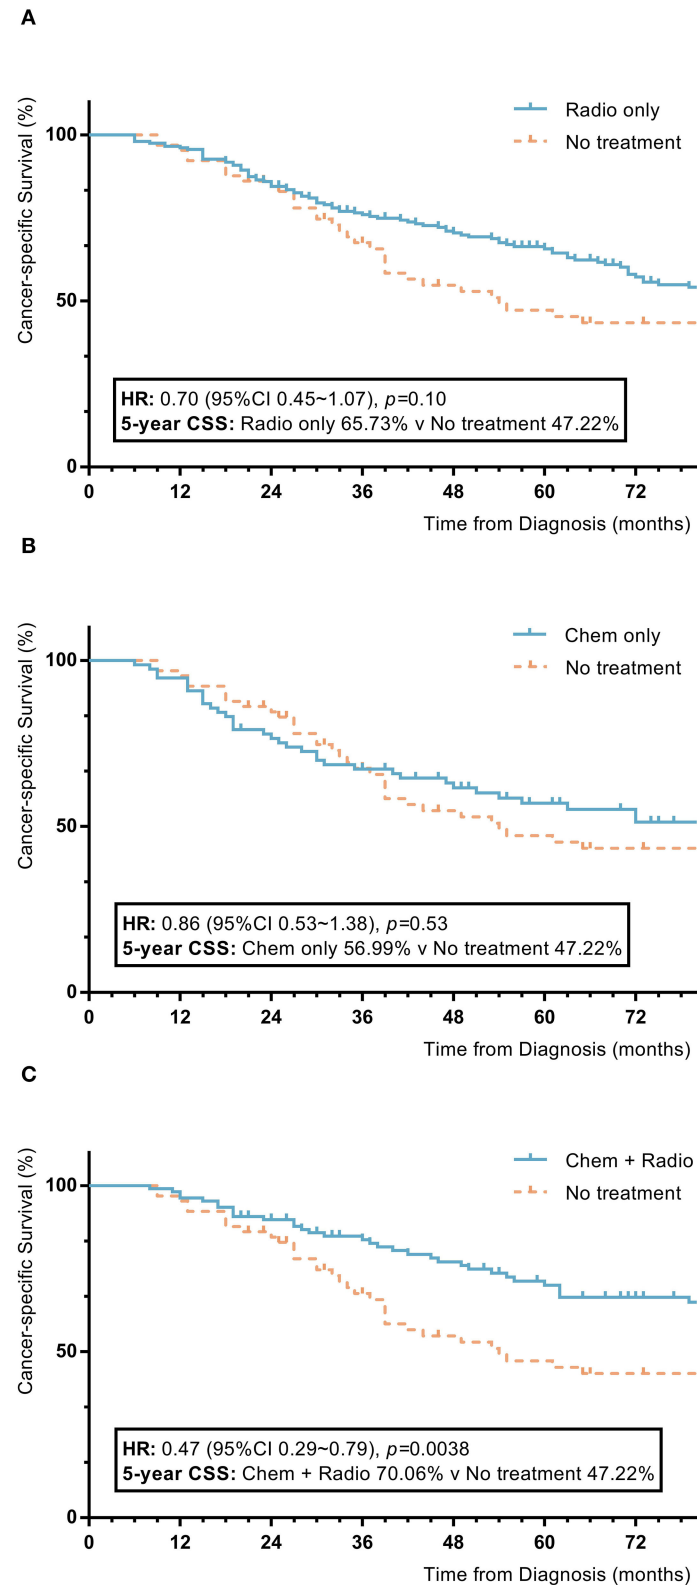 A
Cancer-specific Survival (%)
Radio only
No treatment
100
50
0
HR: 0.70 (95%CI 0.45~1.07), p=0.10
5-year CSS: Radio only 65.73% v No treatment 47.22%
0 12 24 36 48 60 72
Time from Diagnosis (months)
B
Cancer-specific Survival (%)
Chem only
No treatment
100
50
0
HR: 0.86 (95%CI 0.53~1.38), p=0.53
5-year CSS: Chem only 56.99% v No treatment 47.22%
0 12 24 36 48 60 72
Time from Diagnosis (months)
C
Cancer-specific Survival (%)
Chem + Radio
No treatment
100
50
0
HR: 0.47 (95%CI 0.29~0.79), p=0.0038
5-year CSS: Chem + Radio 70.06% v No treatment 47.22%
0 12 24 36 48 60 72
Time from Diagnosis (months)